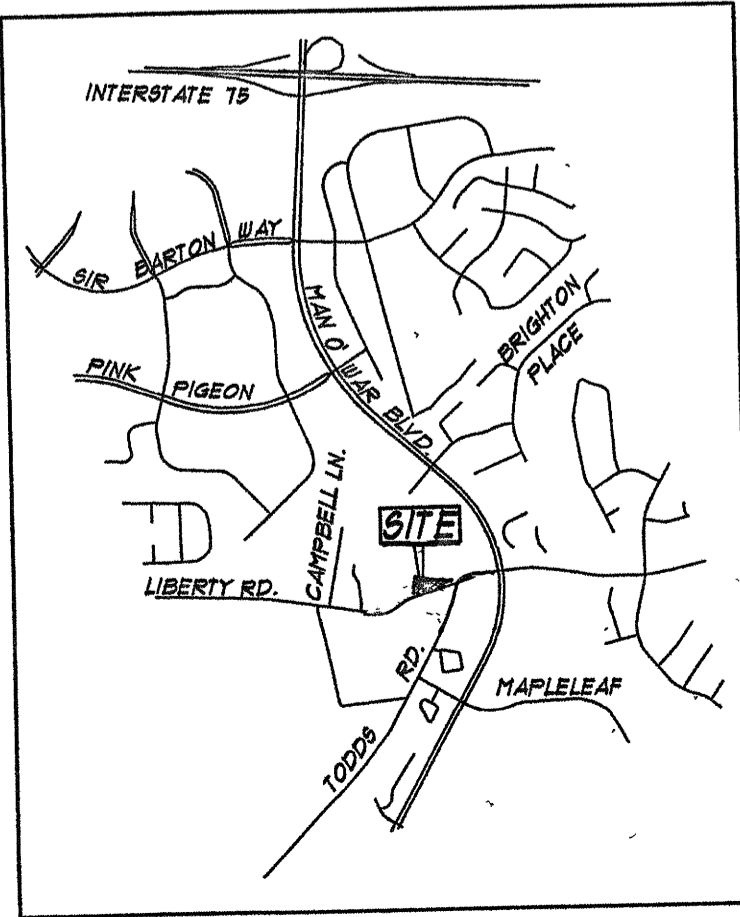 INTERSTATE 75
SIR BARTON WAY
MAN O' WAR BLVD.
BRIGHTON
PLACE
PINK PIGEON
CAMPBELL LN.
SITE
LIBERTY RD.
TODDS RD.
MAPLELEAF